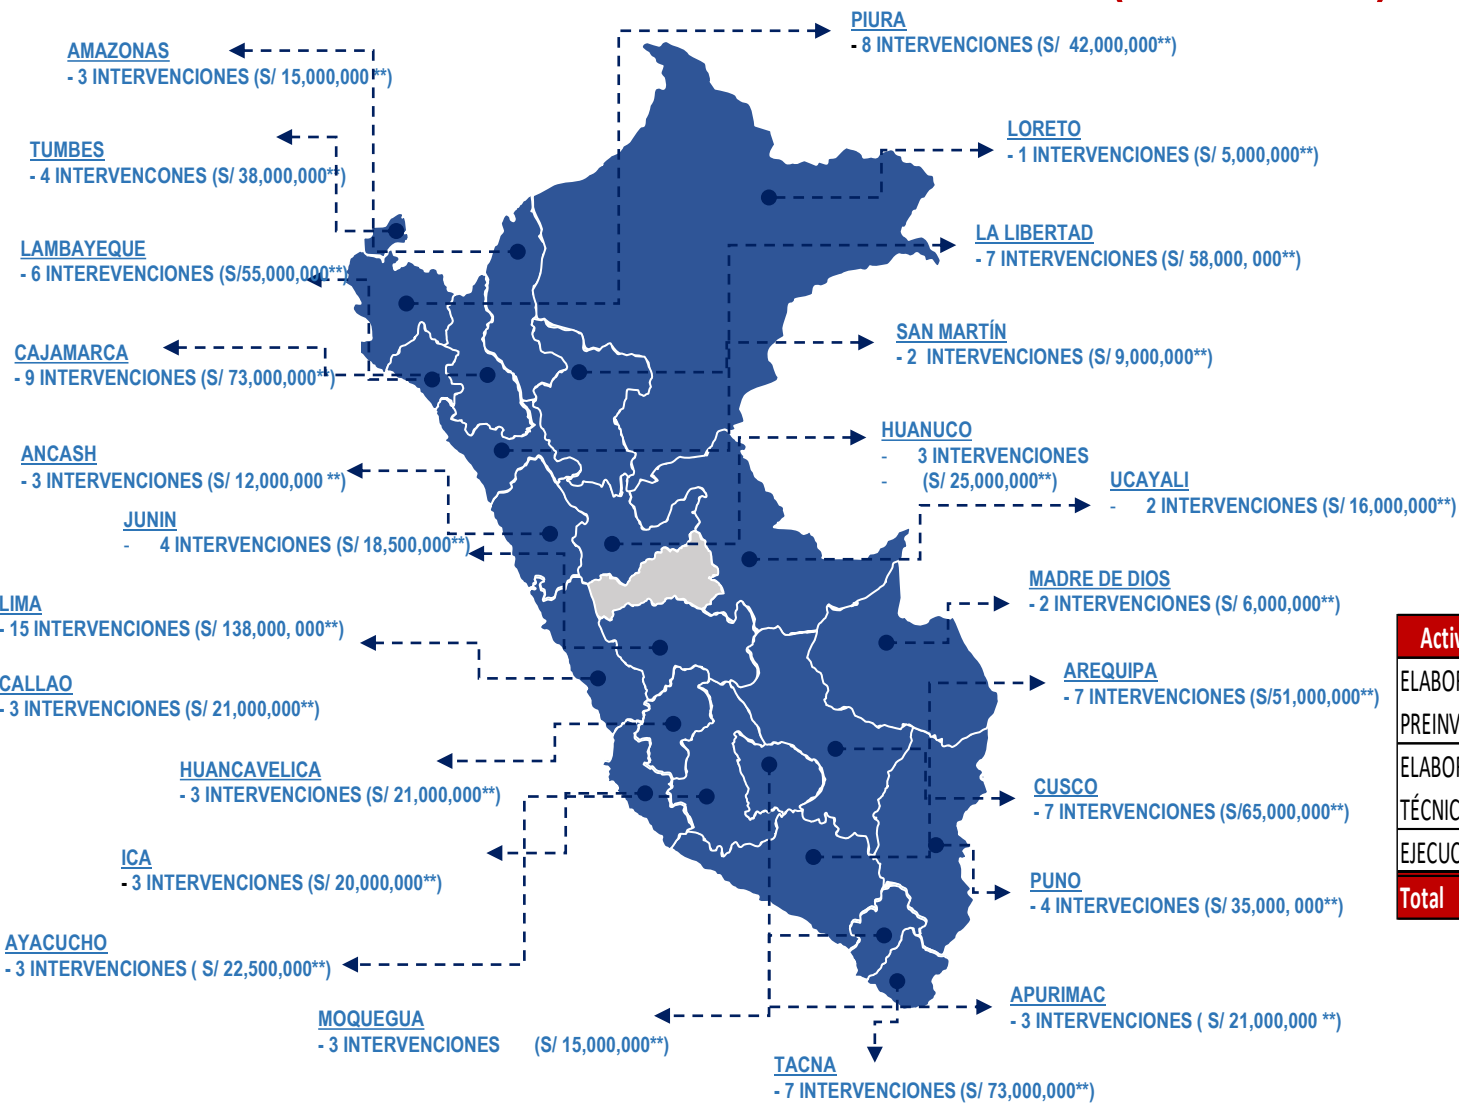 PIURA
- 8 INTERVENCIONES (S/ 42,000,000**)
AMAZONAS
- 3 INTERVENCIONES (S/ 15,000,000 **)
TUMBES
- 4 INTERVENCONES (S/ 38,000,000**)
LORETO
- 1 INTERVENCIONES (S/ 5,000,000**)
LAMBAYEQUE
- 6 INTEREVENCIONES (S/55,000,000**)
LA LIBERTAD
- 7 INTERVENCIONES (S/ 58,000, 000**)
CAJAMARCA
- 9 INTERVENCIONES (S/ 73,000,000**)
SAN MARTÍN
- 2 INTERVENCIONES (S/ 9,000,000**)
ANCASH
- 3 INTERVENCIONES (S/ 12,000,000 **)
HUANUCO
- 3 INTERVENCIONES
- (S/ 25,000,000**)
UCAYALI
- 2 INTERVENCIONES (S/ 16,000,000**)
JUNIN
- 4 INTERVENCIONES (S/ 18,500,000**)
MADRE DE DIOS
- 2 INTERVENCIONES (S/ 6,000,000**)
LIMA
- 15 INTERVENCIONES (S/ 138,000, 000**)
CALLAO
- 3 INTERVENCIONES (S/ 21,000,000**)
AREQUIPA
- 7 INTERVENCIONES (S/51,000,000**)
HUANCAVELICA
- 3 INTERVENCIONES (S/ 21,000,000**)
CUSCO
- 7 INTERVENCIONES (S/65,000,000**)
ICA
- 3 INTERVENCIONES (S/ 20,000,000**)
PUNO
- 4 INTERVECIONES (S/ 35,000, 000**)
AYACUCHO
- 3 INTERVENCIONES ( S/ 22,500,000**)
APURIMAC
- 3 INTERVENCIONES ( S/ 21,000,000 **)
MOQUEGUA
- 3 INTERVENCIONES (S/ 15,000,000**)
TACNA
- 7 INTERVENCIONES (S/ 73,000,000**)
Activ
ELABOR
PREINV
ELABOR
TÉCNIC
EJECUC
Total